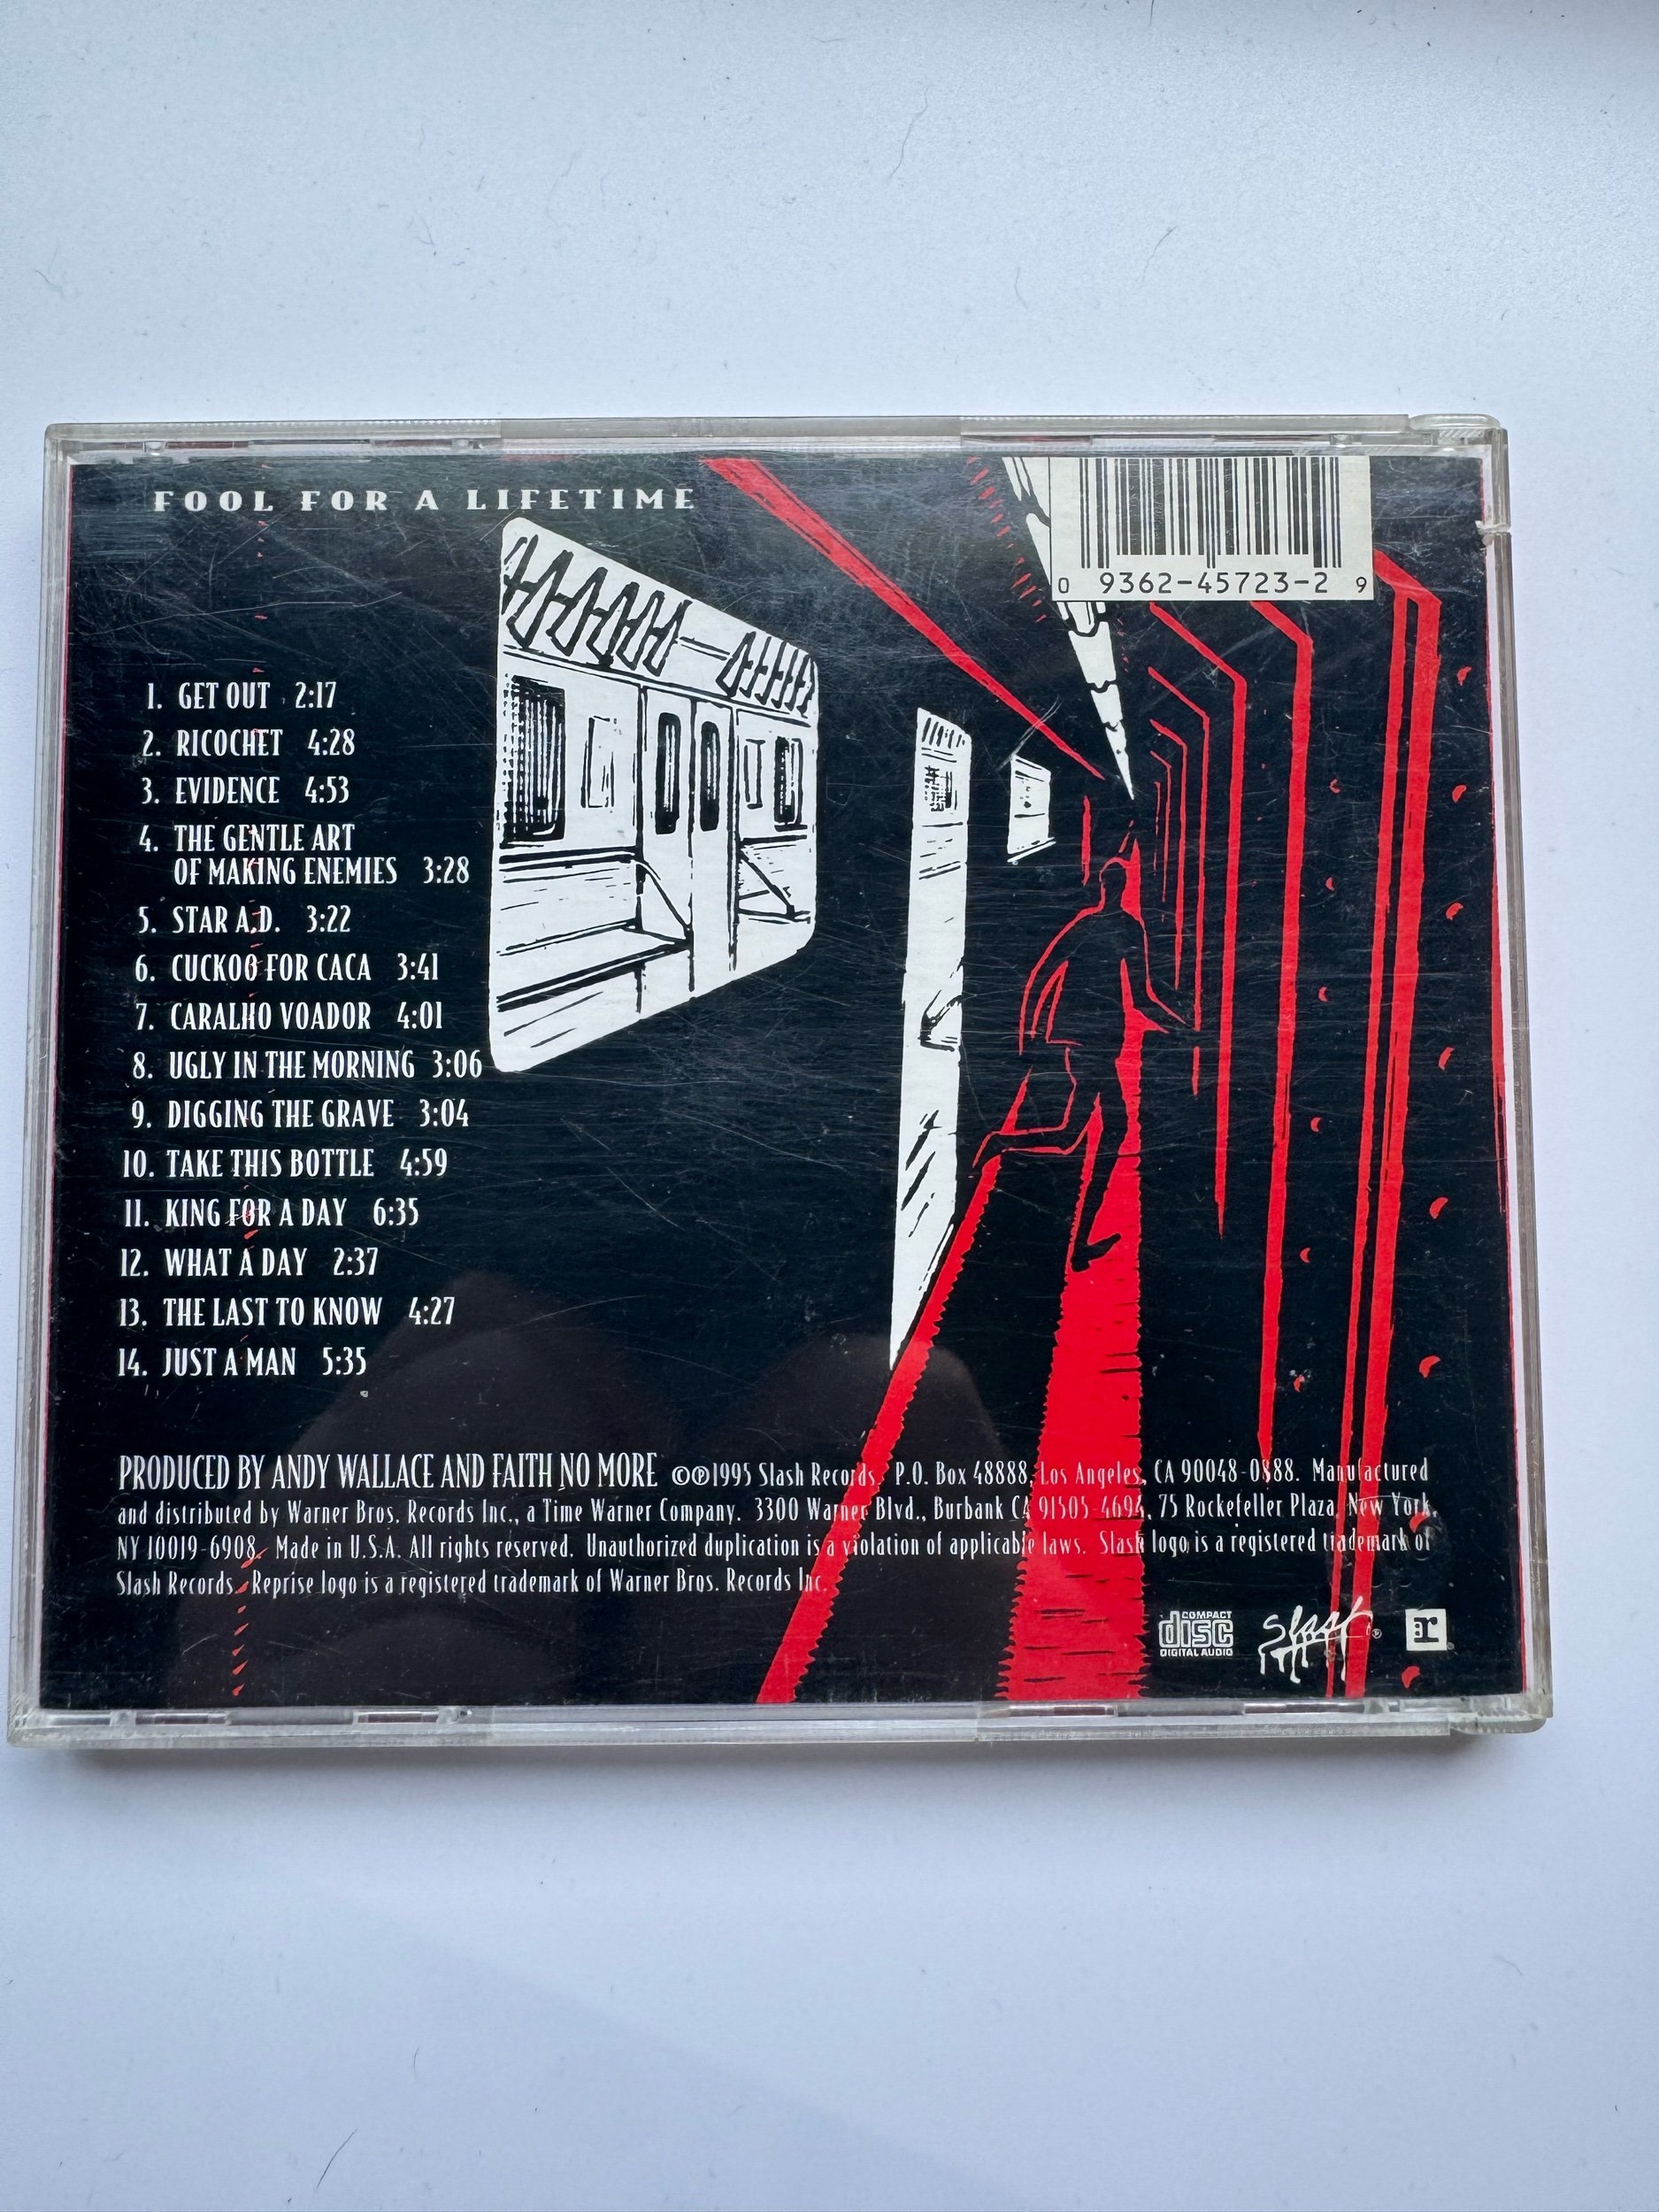 FOOL FOR A LIFETIME
0 9362-45723-2 9
1. GET OUT 2:17
2. RICOCHET 4:28
3. EVIDENCE 4:53
4. THE GENTLE ART
OF MAKING ENEMIES 3:28
5. STAR A.D. 3:22
6. CUCKOO FOR CACA 3:41
7. CARALHO VOADOR 4:01
8. UGLY IN THE MORNING 3:06
9. DIGGING THE GRAVE 3:04
10. TAKE THIS BOTTLE 4:59
11. KING FOR A DAY 6:35
12. WHAT A DAY 2:37
13. THE LAST TO KNOW 4:27
14. JUST A MAN 5:35
PRODUCED BY ANDY WALLACE AND FAITH NO MORE ©℗1995 Slash Records, P.O. Box 48888, Los Angeles, CA 90048-0888. Manufactured
and distributed by Warner Bros. Records Inc., a Time Warner Company. 3300 Warner Blvd., Burbank CA 91505-4694, 75 Rockefeller Plaza, New York,
NY 10019-6908. Made in U.S.A. All rights reserved. Unauthorized duplication is a violation of applicable laws. Slash logo is a registered trademark of
Slash Records. Reprise logo is a registered trademark of Warner Bros. Records Inc.
COMPACT
disc
DIGITAL AUDIO
Slash ®
r ®